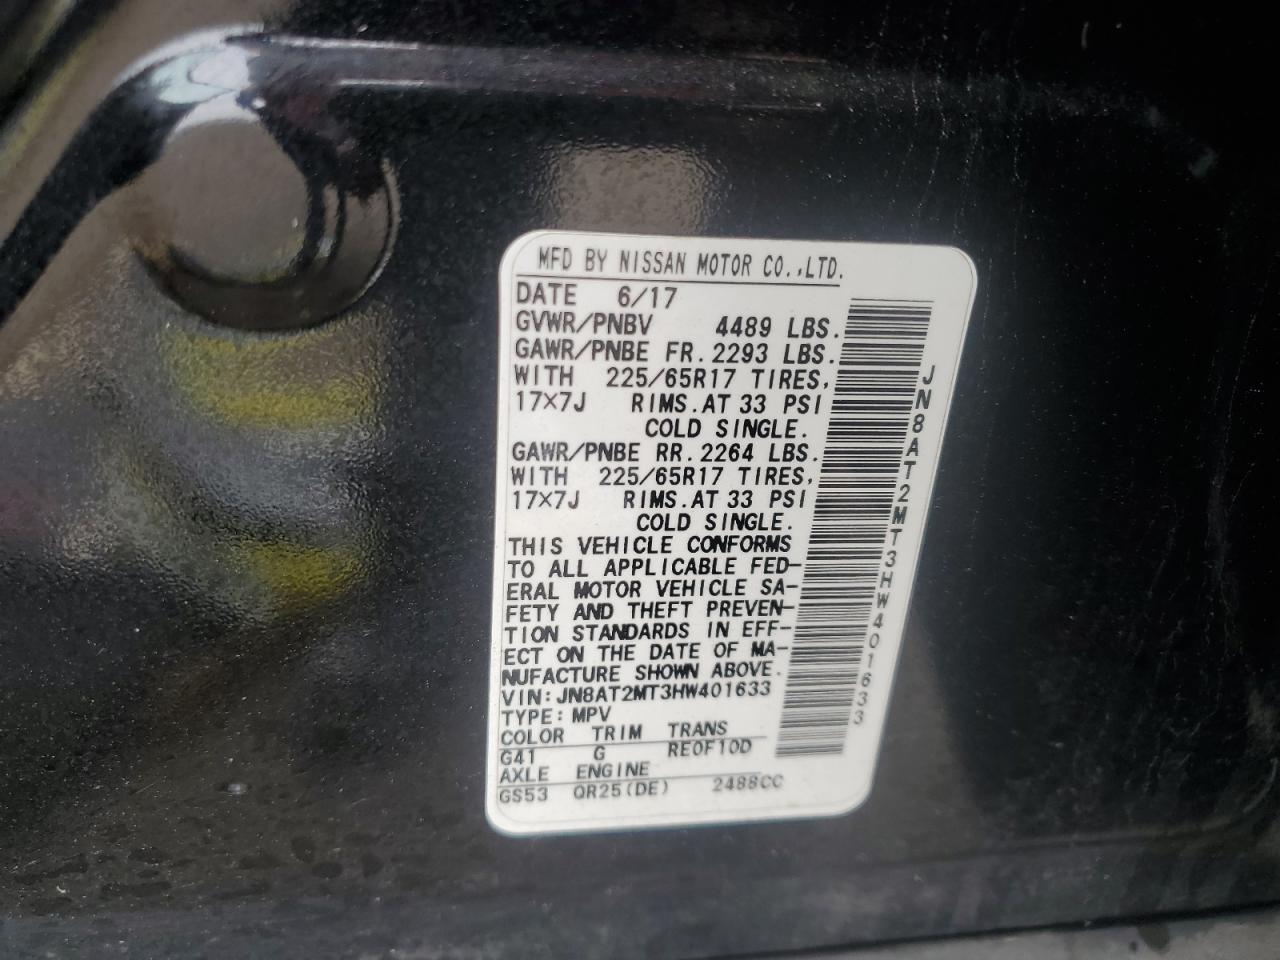 MFD BY NISSAN MOTOR CO.,LTD.
DATE 6/17
GVWR/PNBV 4489 LBS.
GAWR/PNBE FR. 2293 LBS.
WITH 225/65R17 TIRES,
17×7J RIMS. AT 33 PSI
COLD SINGLE.
GAWR/PNBE RR. 2264 LBS.
WITH 225/65R17 TIRES,
17×7J RIMS. AT 33 PSI
COLD SINGLE.
THIS VEHICLE CONFORMS
TO ALL APPLICABLE FED-
ERAL MOTOR VEHICLE SA-
FETY AND THEFT PREVEN-
TION STANDARDS IN EFF-
ECT ON THE DATE OF MA-
NUFACTURE SHOWN ABOVE.
VIN: JN8AT2MT3HW401633
TYPE: MPV
COLOR TRIM TRANS
G41 G RE0F10D
AXLE ENGINE
GS53 QR25(DE) 2488CC
JN8AT2MT3HW401633